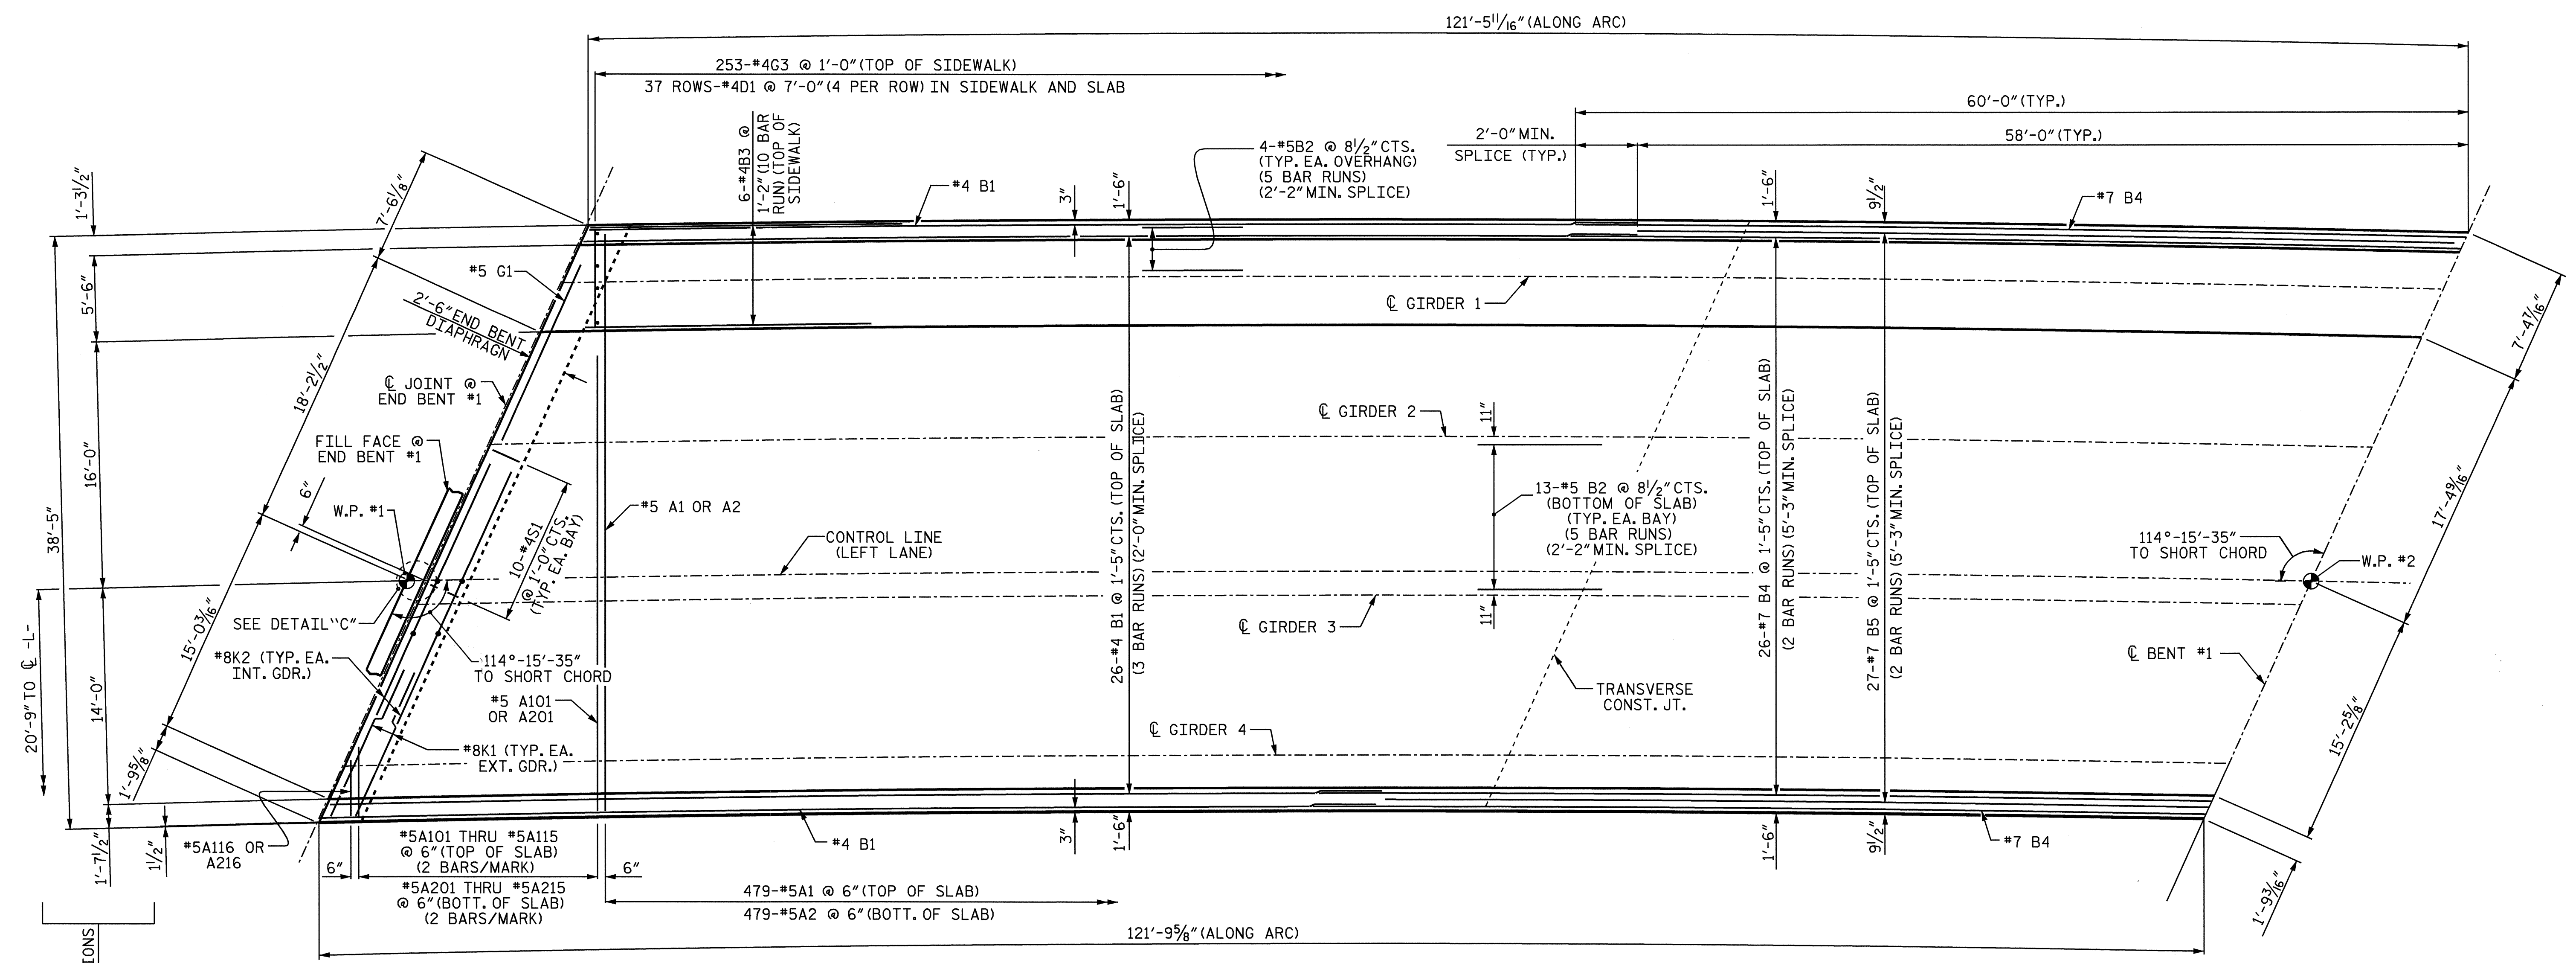 121'-5 11/16" (ALONG ARC)
253-#4G3 @ 1'-0" (TOP OF SIDEWALK)
37 ROWS-#4D1 @ 7'-0" (4 PER ROW) IN SIDEWALK AND SLAB
60'-0" (TYP.)
58'-0" (TYP.)
2'-0" MIN.
SPLICE (TYP.)
6-#4B3 @
1'-2" (10 BAR
RUN) (TOP OF
SIDEWALK)
4-#5B2 @ 8 1/2" CTS.
(TYP. EA. OVERHANG)
(5 BAR RUNS)
(2'-2" MIN. SPLICE)
#4 B1
3"
1'-6"
1'-6"
9 1/2"
#7 B4
1'-3 1/2"
7'-6 1/8"
5'-6"
#5 G1
2'-6" END BENT
DIAPHRAGN
℄ GIRDER 1
7'-4 7/16"
18'-2 1/2"
℄ JOINT @
END BENT #1
16'-0"
38'-5"
FILL FACE @
END BENT #1
6"
W.P. #1
#5 A1 OR A2
10-#4S1
@ 1'-0" CTS.
(TYP. EA. BAY)
CONTROL LINE
(LEFT LANE)
26-#4 B1 @ 1'-5" CTS. (TOP OF SLAB)
(3 BAR RUNS) (2'-0" MIN. SPLICE)
℄ GIRDER 2
11"
13-#5 B2 @ 8 1/2" CTS.
(BOTTOM OF SLAB)
(TYP. EA. BAY)
(5 BAR RUNS)
(2'-2" MIN. SPLICE)
11"
26-#7 B4 @ 1'-5" CTS. (TOP OF SLAB)
(2 BAR RUNS) (5'-3" MIN. SPLICE)
27-#7 B5 @ 1'-5" CTS. (TOP OF SLAB)
(2 BAR RUNS) (5'-3" MIN. SPLICE)
17'-4 9/16"
114°-15'-35"
TO SHORT CHORD
W.P. #2
℄ GIRDER 3
SEE DETAIL "C"
15'-0 3/16"
#8K2 (TYP. EA.
INT. GDR.)
114°-15'-35"
TO SHORT CHORD
#5 A101
OR A201
20'-9" TO ℄ -L-
14'-0"
℄ BENT #1
TRANSVERSE
CONST. JT.
℄ GIRDER 4
#8K1 (TYP. EA.
EXT. GDR.)
15'-2 5/8"
1'-9 5/8"
1'-7 1/2"
1 1/2"
#5A116 OR
A216
#5A101 THRU #5A115
@ 6" (TOP OF SLAB)
(2 BARS/MARK)
6"
6"
#5A201 THRU #5A215
@ 6" (BOTT. OF SLAB)
(2 BARS/MARK)
#4 B1
3"
1'-6"
1'-6"
9 1/2"
#7 B4
1'-9 3/16"
479-#5A1 @ 6" (TOP OF SLAB)
479-#5A2 @ 6" (BOTT. OF SLAB)
121'-9 5/8" (ALONG ARC)
IONS